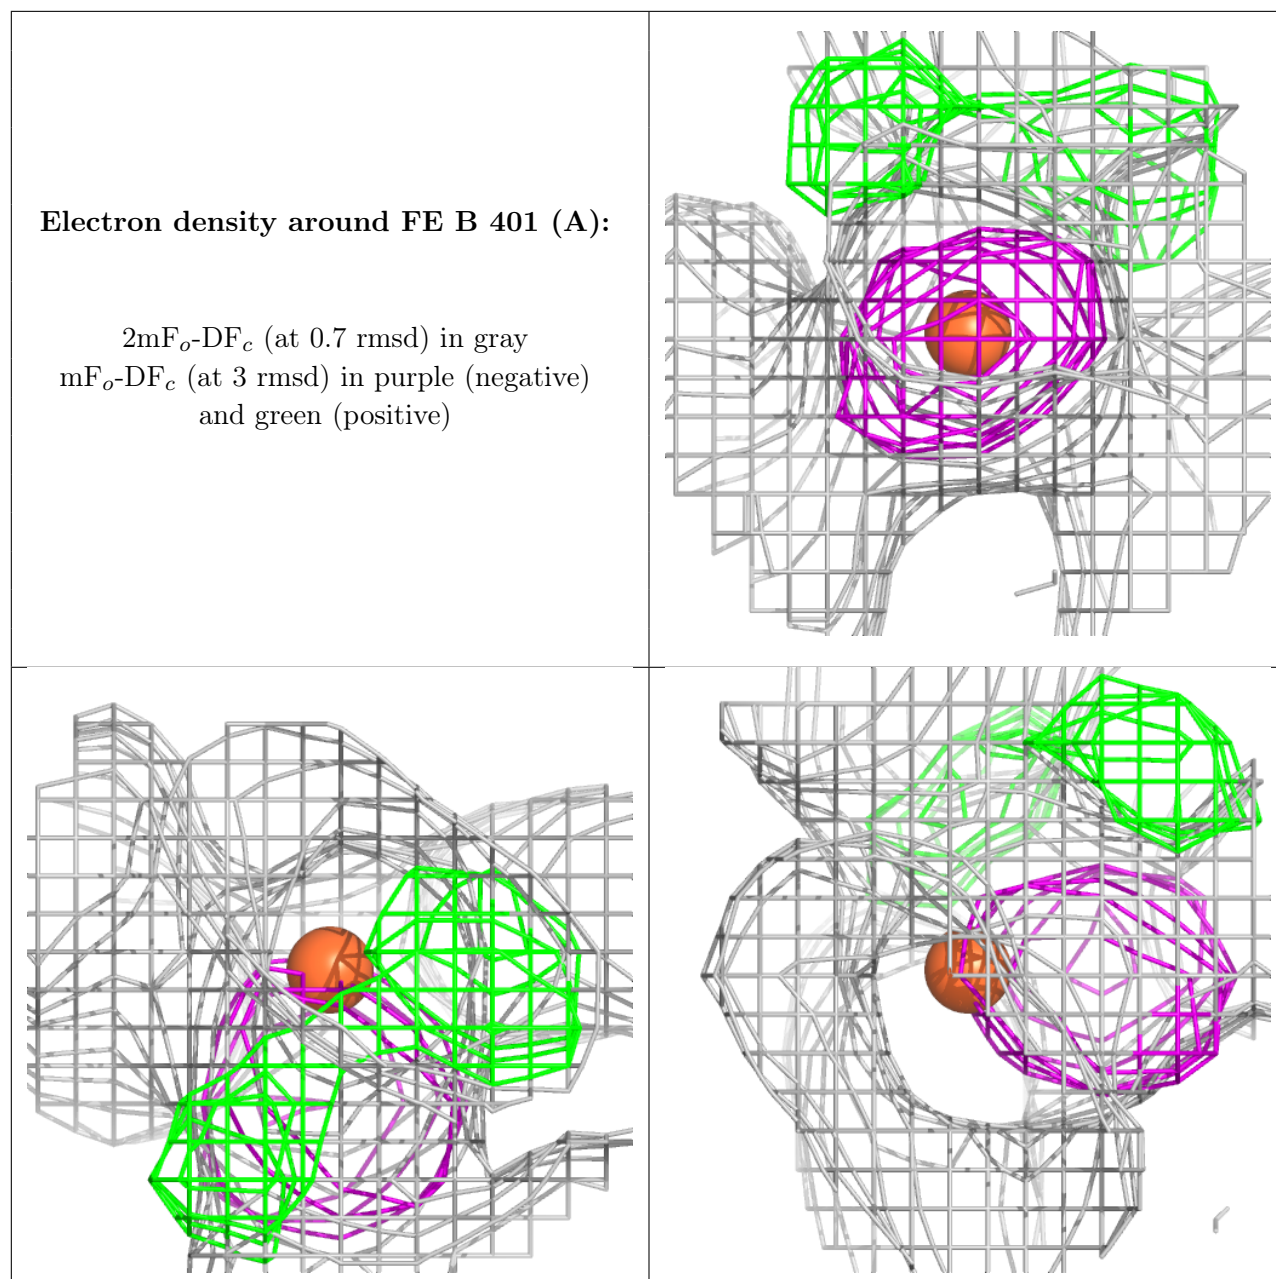 Electron density around FE B 401 (A):
2mFo-DFc (at 0.7 rmsd) in gray
mFo-DFc (at 3 rmsd) in purple (negative)
and green (positive)